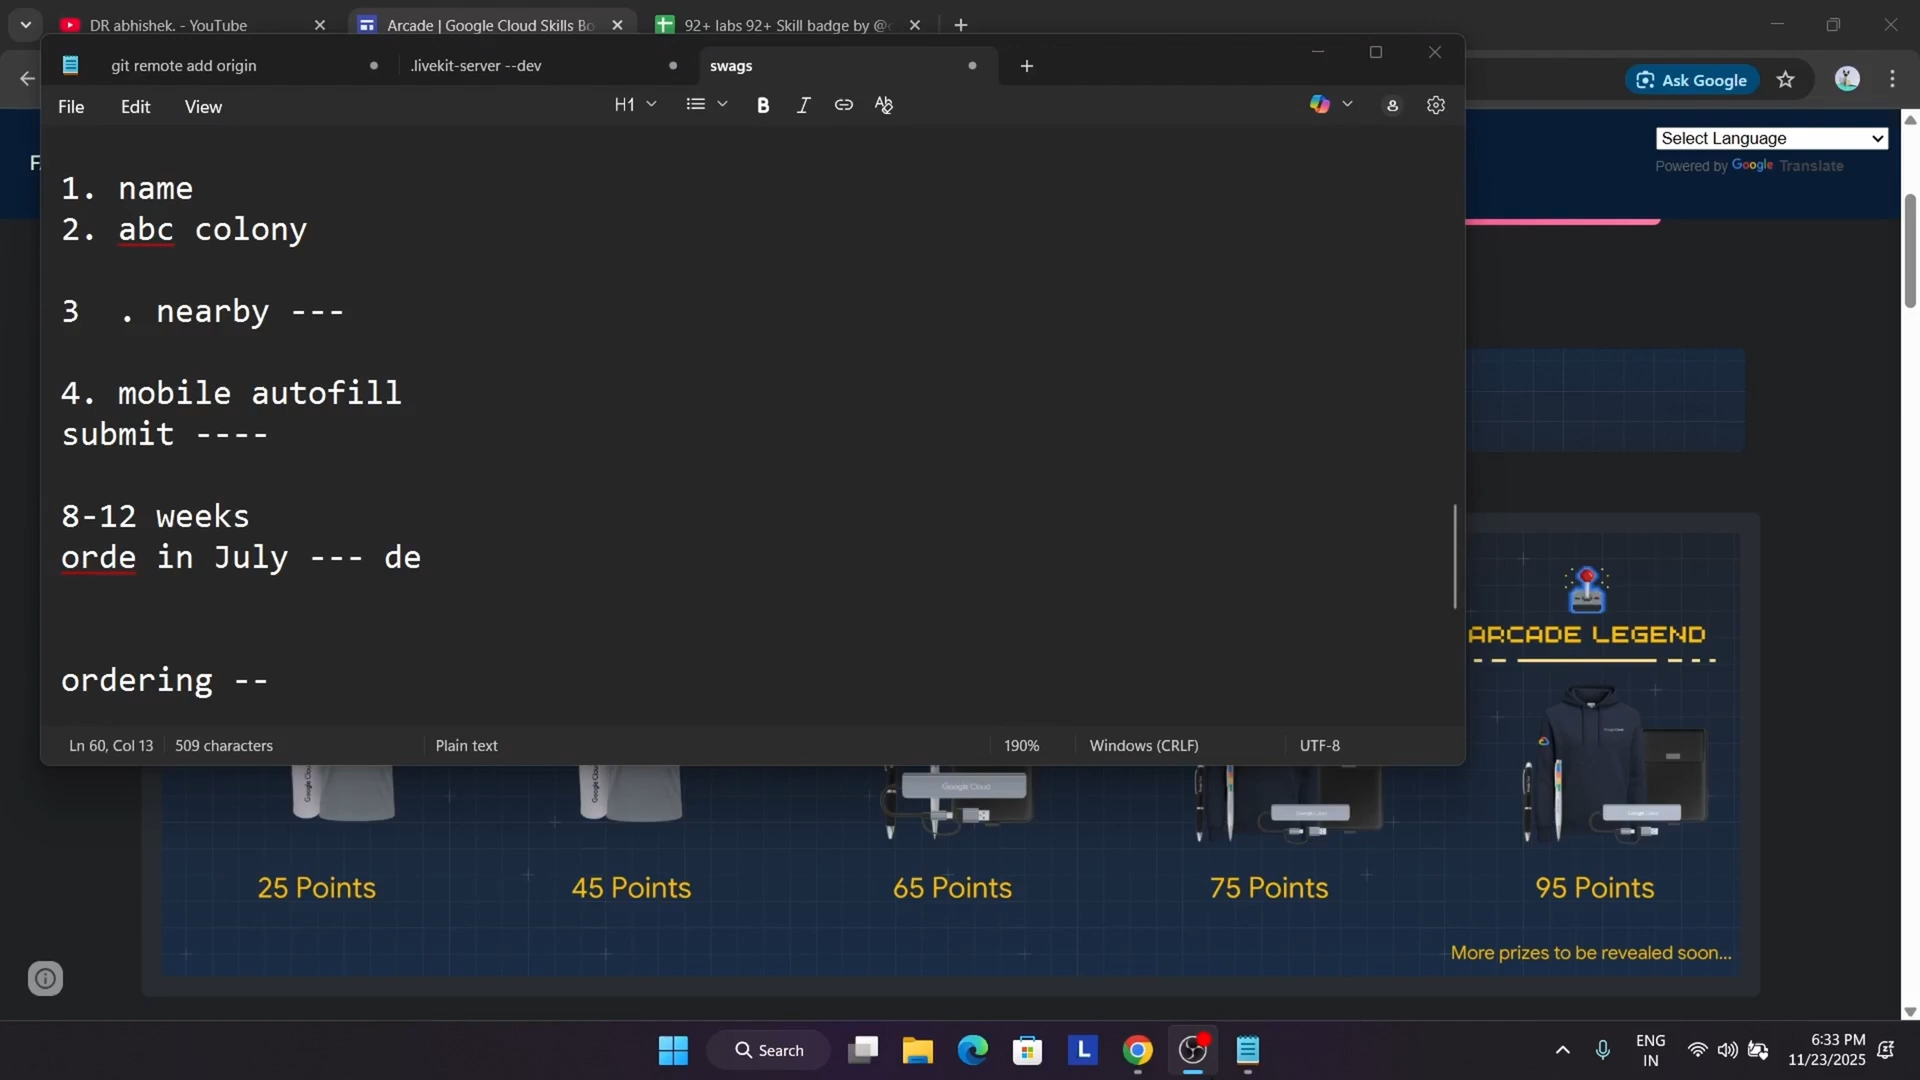 DR abhishek. - YouTube
Arcade | Google Cloud Skills Bo
92+ labs 92+ Skill badge by @
git remote add origin
.livekit-server --dev
swags
Ask Google
File
Edit
View
H1
Select Language
Powered by Google Translate
1. name
2. abc colony
3  . nearby ---
4. mobile autofill
submit ----
8-12 weeks
orde in July --- de
ordering --
Ln 60, Col 13
509 characters
Plain text
190%
Windows (CRLF)
UTF-8
ARCADE LEGEND
Google Cloud
25 Points
45 Points
65 Points
75 Points
95 Points
More prizes to be revealed soon...
Search
ENG
IN
6:33 PM
11/23/2025